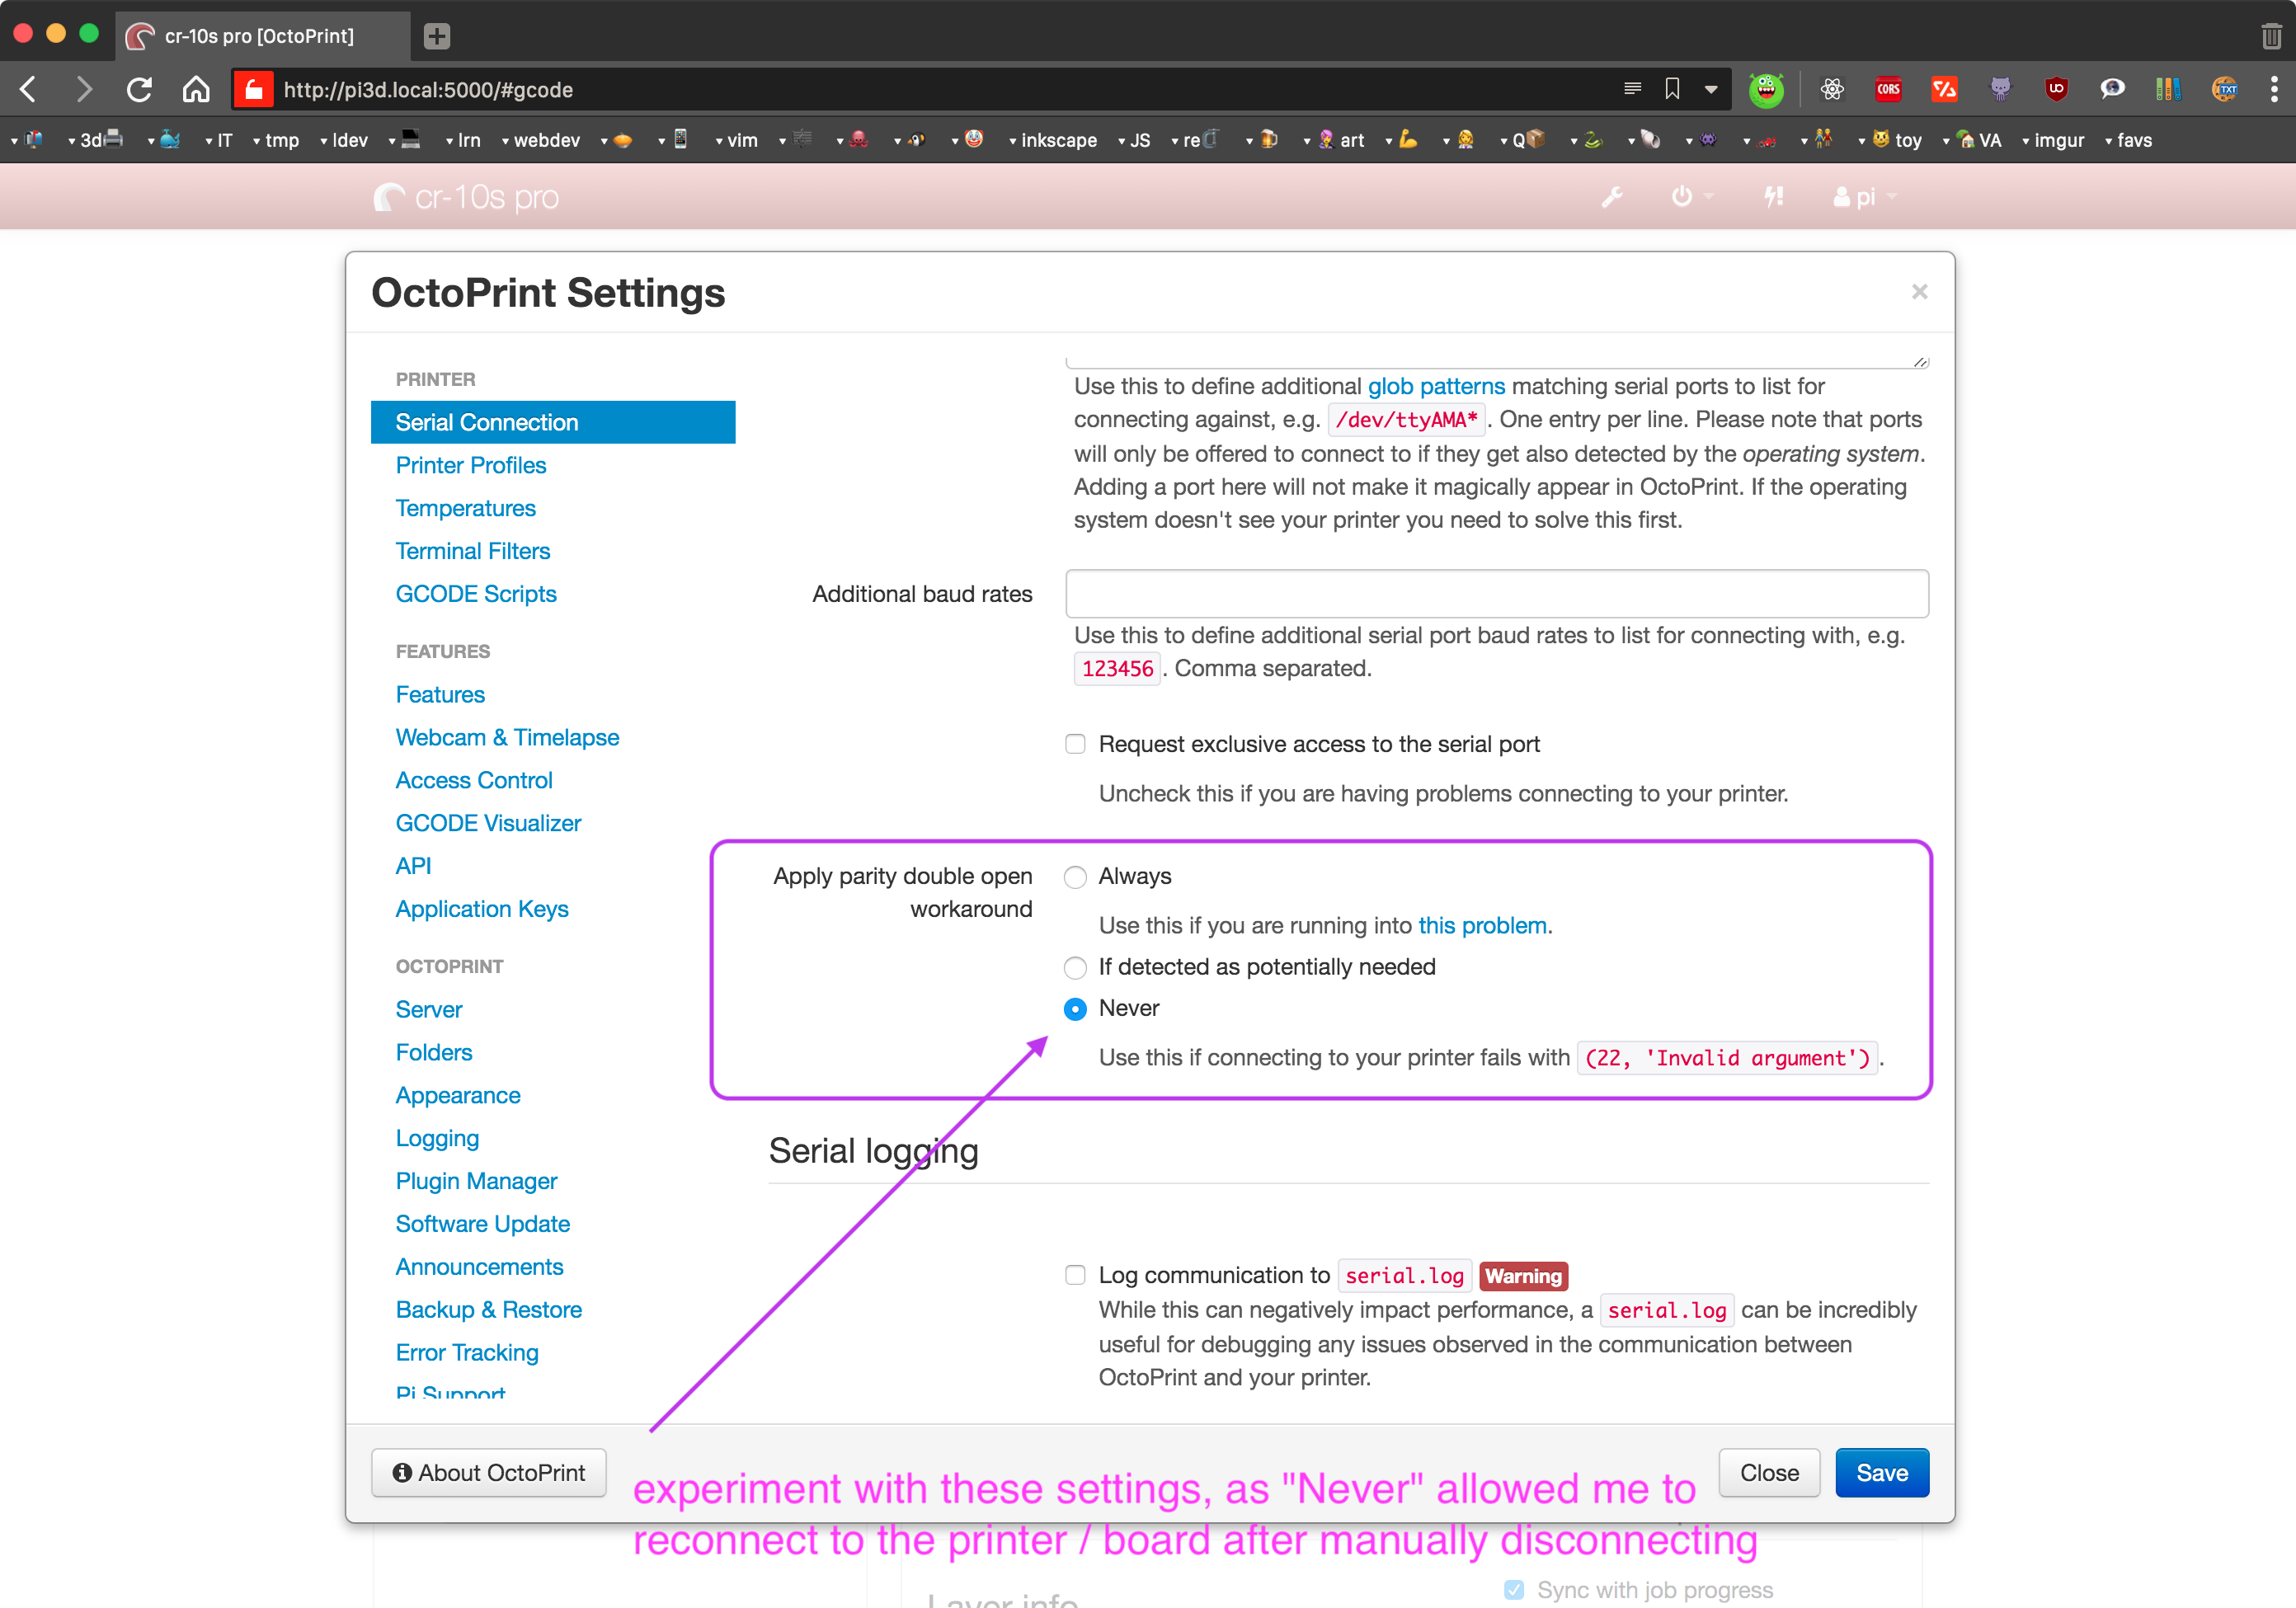 cr-10s pro [OctoPrint]
http://pi3d.local:5000/#gcode
CORS
TXT
3d IT tmp ldev lrn webdev vim inkscape JS re art Q toy VA imgur favs
cr-10s pro
pi
OctoPrint Settings
×
PRINTER
Serial Connection
Printer Profiles
Temperatures
Terminal Filters
GCODE Scripts
FEATURES
Features
Webcam & Timelapse
Access Control
GCODE Visualizer
API
Application Keys
OCTOPRINT
Server
Folders
Appearance
Logging
Plugin Manager
Software Update
Announcements
Backup & Restore
Error Tracking
Pi Support
Use this to define additional glob patterns matching serial ports to list for
connecting against, e.g. /dev/ttyAMA* . One entry per line. Please note that ports
will only be offered to connect to if they get also detected by the operating system.
Adding a port here will not make it magically appear in OctoPrint. If the operating
system doesn't see your printer you need to solve this first.
Additional baud rates
Use this to define additional serial port baud rates to list for connecting with, e.g.
123456 . Comma separated.
Request exclusive access to the serial port
Uncheck this if you are having problems connecting to your printer.
Apply parity double open
workaround
Always
Use this if you are running into this problem.
If detected as potentially needed
Never
Use this if connecting to your printer fails with (22, 'Invalid argument') .
Serial logging
Log communication to serial.log Warning
While this can negatively impact performance, a serial.log can be incredibly
useful for debugging any issues observed in the communication between
OctoPrint and your printer.
About OctoPrint
Close
Save
experiment with these settings, as "Never" allowed me to
reconnect to the printer / board after manually disconnecting
Layer info
Sync with job progress